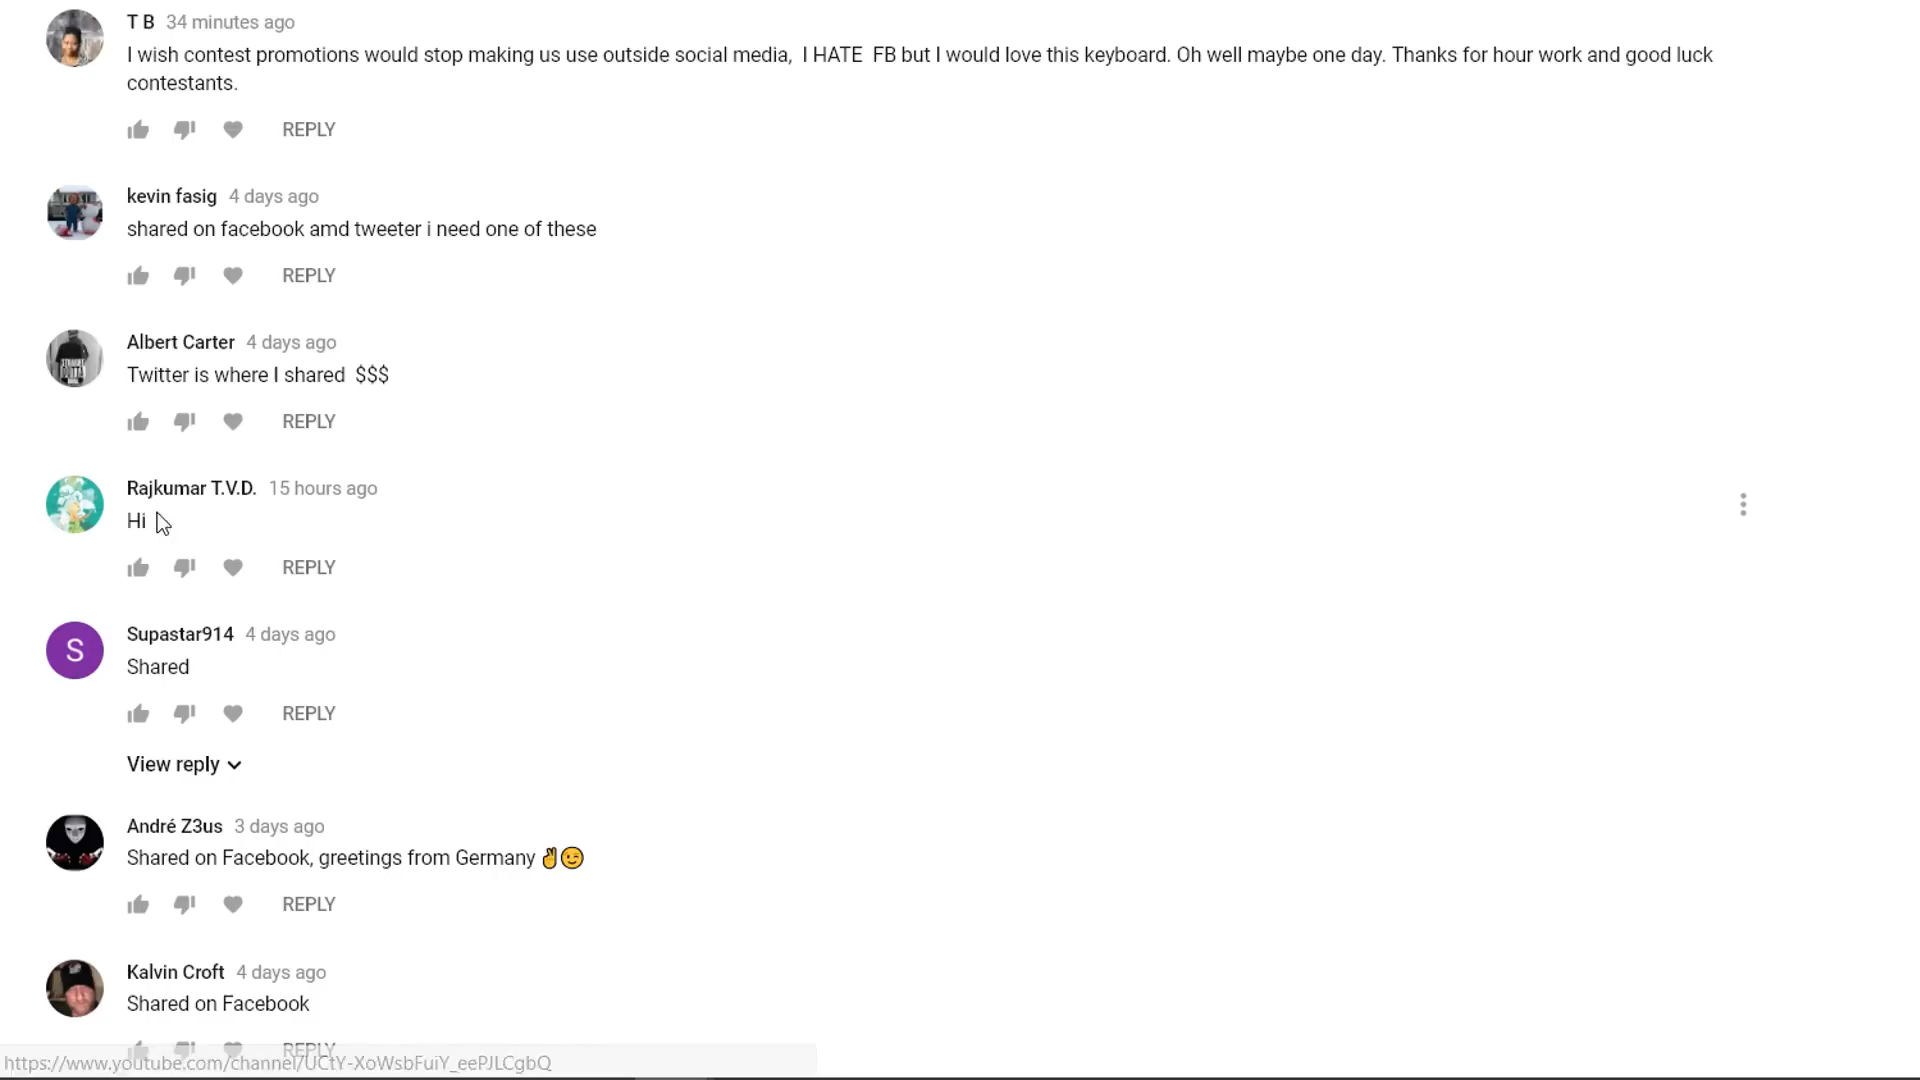 T B 34 minutes ago
I wish contest promotions would stop making us use outside social media,  I HATE  FB but I would love this keyboard. Oh well maybe one day. Thanks for hour work and good luck
contestants.
REPLY
kevin fasig 4 days ago
shared on facebook amd tweeter i need one of these
REPLY
Albert Carter 4 days ago
Twitter is where I shared  $$$
REPLY
Rajkumar T.V.D. 15 hours ago
Hi
REPLY
S
Supastar914 4 days ago
Shared
REPLY
View reply
André Z3us 3 days ago
Shared on Facebook, greetings from Germany ✌😉
REPLY
Kalvin Croft 4 days ago
Shared on Facebook
REPLY
https://www.youtube.com/channel/UCtY-XoWsbFuiY_eePJLCgbQ